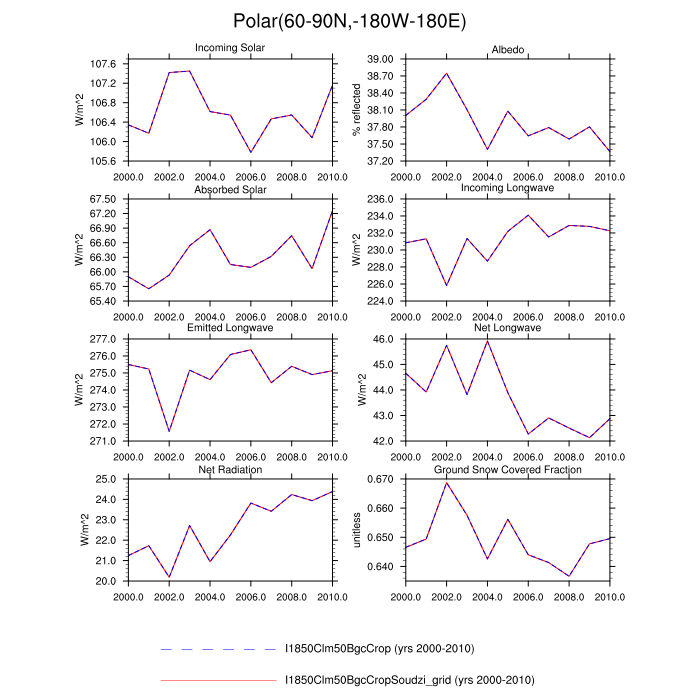 Polar(60-90N,-180W-180E)
Incoming Solar
W/m^2
107.6
107.2
106.8
106.4
106.0
105.6
2000.0 2002.0 2004.0 2006.0 2008.0 2010.0
Albedo
% reflected
39.00
38.70
38.40
38.10
37.80
37.50
37.20
2000.0 2002.0 2004.0 2006.0 2008.0 2010.0
Absorbed Solar
W/m^2
67.50
67.20
66.90
66.60
66.30
66.00
65.70
65.40
2000.0 2002.0 2004.0 2006.0 2008.0 2010.0
Incoming Longwave
W/m^2
236.0
234.0
232.0
230.0
228.0
226.0
224.0
2000.0 2002.0 2004.0 2006.0 2008.0 2010.0
Emitted Longwave
W/m^2
277.0
276.0
275.0
274.0
273.0
272.0
271.0
2000.0 2002.0 2004.0 2006.0 2008.0 2010.0
Net Longwave
W/m^2
46.0
45.0
44.0
43.0
42.0
2000.0 2002.0 2004.0 2006.0 2008.0 2010.0
Net Radiation
W/m^2
25.0
24.0
23.0
22.0
21.0
20.0
2000.0 2002.0 2004.0 2006.0 2008.0 2010.0
Ground Snow Covered Fraction
unitless
0.670
0.660
0.650
0.640
2000.0 2002.0 2004.0 2006.0 2008.0 2010.0
I1850Clm50BgcCrop (yrs 2000-2010)
I1850Clm50BgcCropSoudzi_grid (yrs 2000-2010)